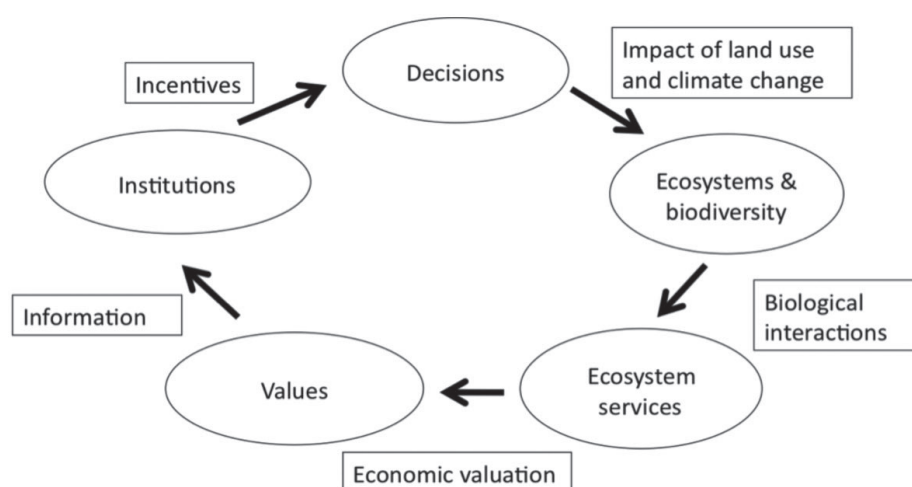 Decisions
Impact of land use
and climate change
Incentives
Institutions
Ecosystems &
biodiversity
Information
Biological
interactions
Values
Ecosystem
services
Economic valuation